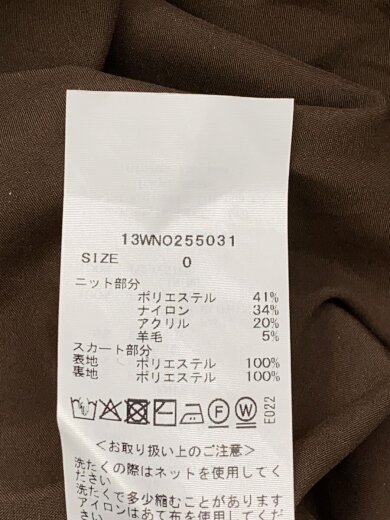 13WNO255031
SIZE 0
ニット部分
ポリエステル 41%
ナイロン 34%
アクリル 20%
羊毛 5%
スカート部分
表地 ポリエステル 100%
裏地 ポリエステル 100%
F W E022
＜お取り扱い上のご注意＞
洗たくの際はネットを使用してく
ださい
洗たくで多少縮むことがあります
アイロンはあて布を使用してくだ
さい